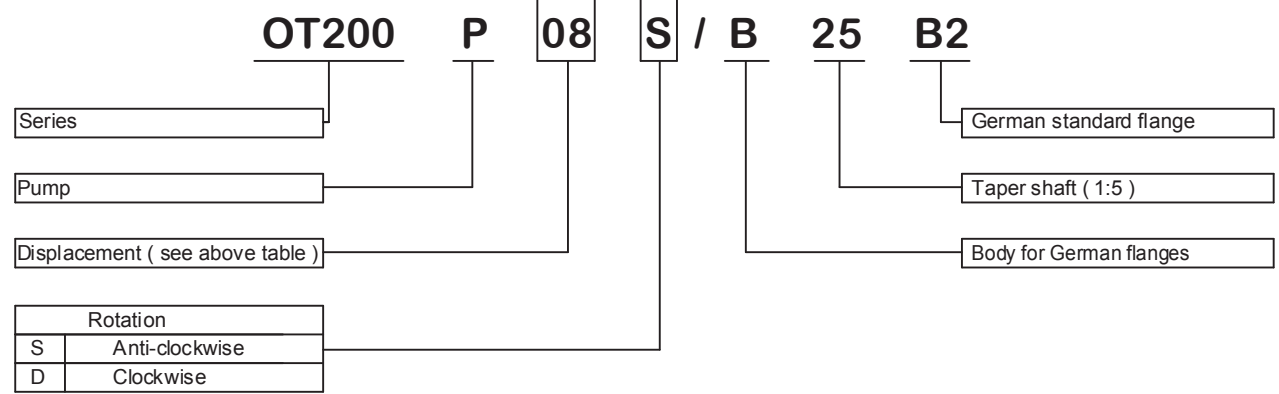 OT200 P 08 S / B 25 B2
Series
German standard flange
Pump
Taper shaft ( 1:5 )
Displacement ( see above table )
Body for German flanges
Rotation
S Anti-clockwise
D Clockwise